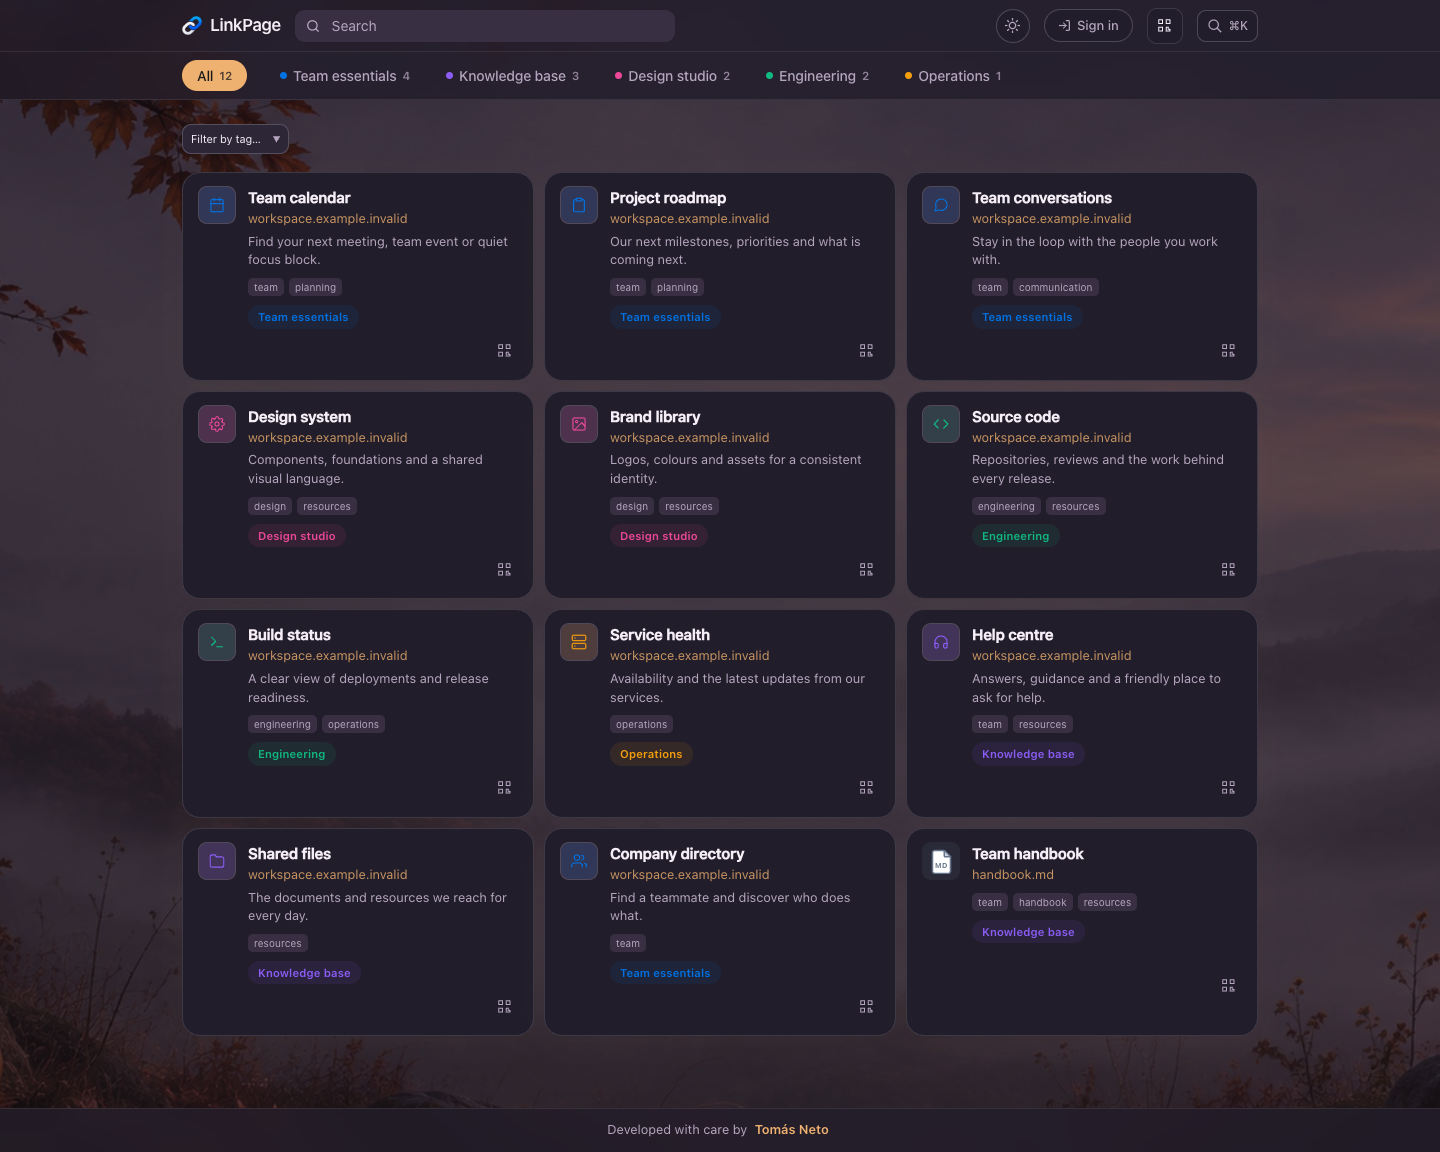 LinkPage
Search
Sign in
⌘K
All 12
Team essentials 4
Knowledge base 3
Design studio 2
Engineering 2
Operations 1
Filter by tag...
Team calendar
workspace.example.invalid
Find your next meeting, team event or quiet
focus block.
team planning
Team essentials
Project roadmap
workspace.example.invalid
Our next milestones, priorities and what is
coming next.
team planning
Team essentials
Team conversations
workspace.example.invalid
Stay in the loop with the people you work
with.
team communication
Team essentials
Design system
workspace.example.invalid
Components, foundations and a shared
visual language.
design resources
Design studio
Brand library
workspace.example.invalid
Logos, colours and assets for a consistent
identity.
design resources
Design studio
Source code
workspace.example.invalid
Repositories, reviews and the work behind
every release.
engineering resources
Engineering
Build status
workspace.example.invalid
A clear view of deployments and release
readiness.
engineering operations
Engineering
Service health
workspace.example.invalid
Availability and the latest updates from our
services.
operations
Operations
Help centre
workspace.example.invalid
Answers, guidance and a friendly place to
ask for help.
team resources
Knowledge base
Shared files
workspace.example.invalid
The documents and resources we reach for
every day.
resources
Knowledge base
Company directory
workspace.example.invalid
Find a teammate and discover who does
what.
team
Team essentials
MD
Team handbook
handbook.md
team handbook resources
Knowledge base
Developed with care by Tomás Neto